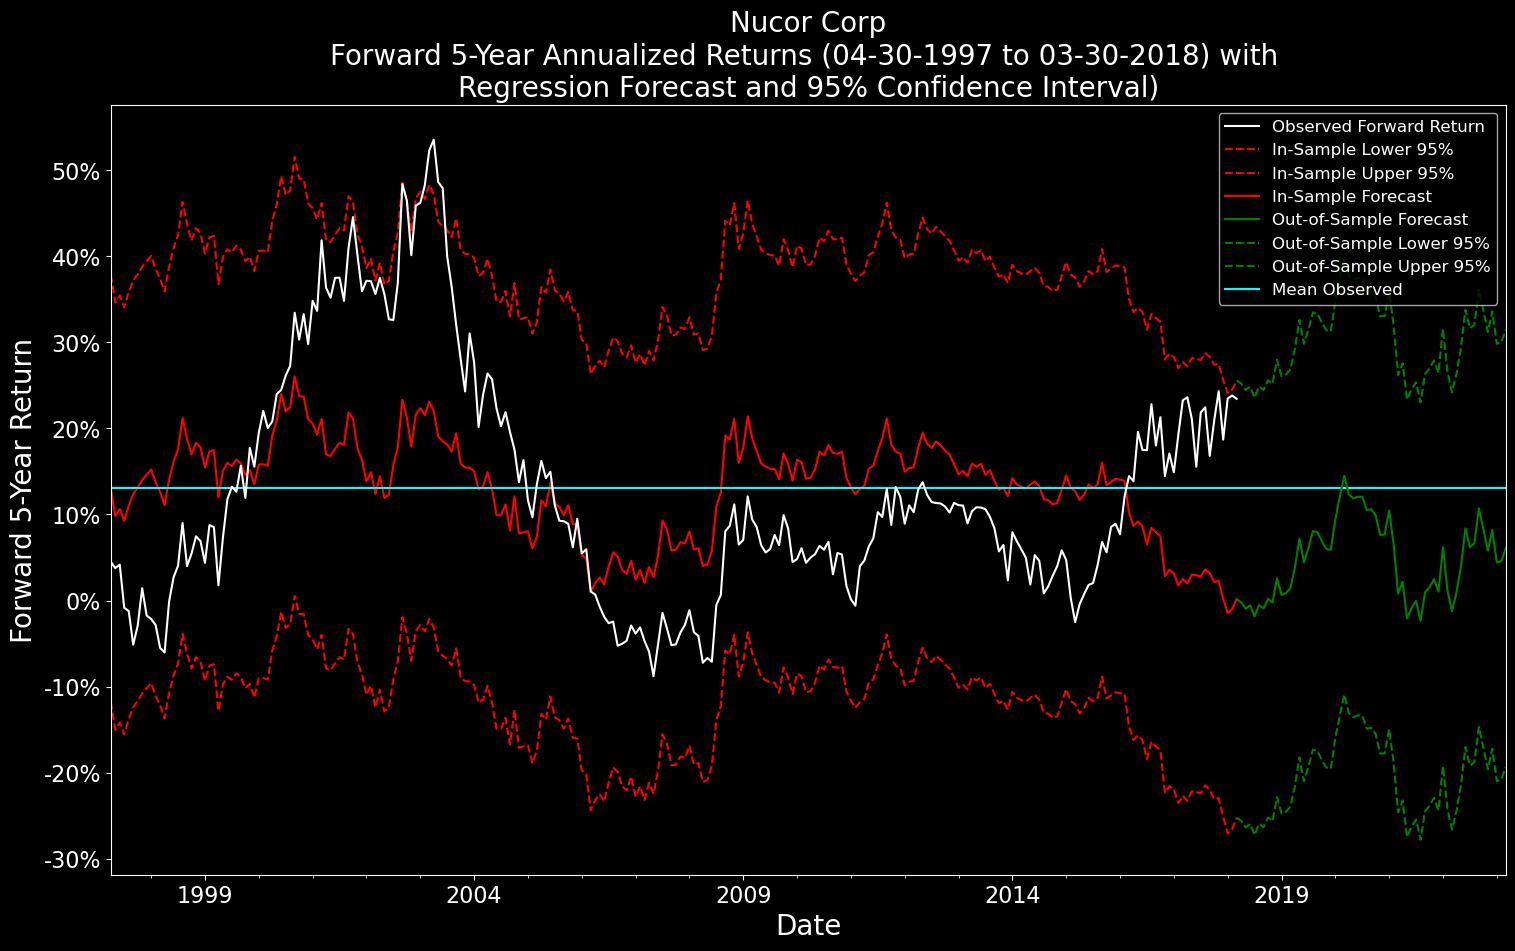 Nucor Corp
Forward 5-Year Annualized Returns (04-30-1997 to 03-30-2018) with
Regression Forecast and 95% Confidence Interval)
Observed Forward Return
In-Sample Lower 95%
In-Sample Upper 95%
In-Sample Forecast
Out-of-Sample Forecast
Out-of-Sample Lower 95%
Out-of-Sample Upper 95%
Mean Observed
Forward 5-Year Return
50%
40%
30%
20%
10%
0%
-10%
-20%
-30%
1999
2004
2009
2014
2019
Date